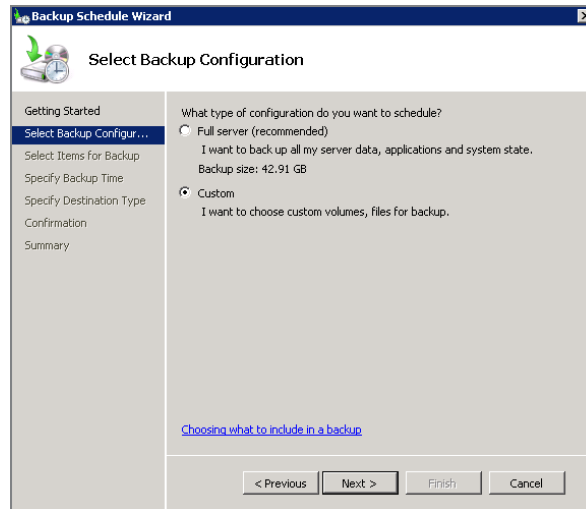 Backup Schedule Wizard
Select Backup Configuration
Getting Started
Select Backup Configur...
Select Items for Backup
Specify Backup Time
Specify Destination Type
Confirmation
Summary
What type of configuration do you want to schedule?
Full server (recommended)
I want to back up all my server data, applications and system state.
Backup size: 42.91 GB
Custom
I want to choose custom volumes, files for backup.
Choosing what to include in a backup
< Previous
Next >
Finish
Cancel